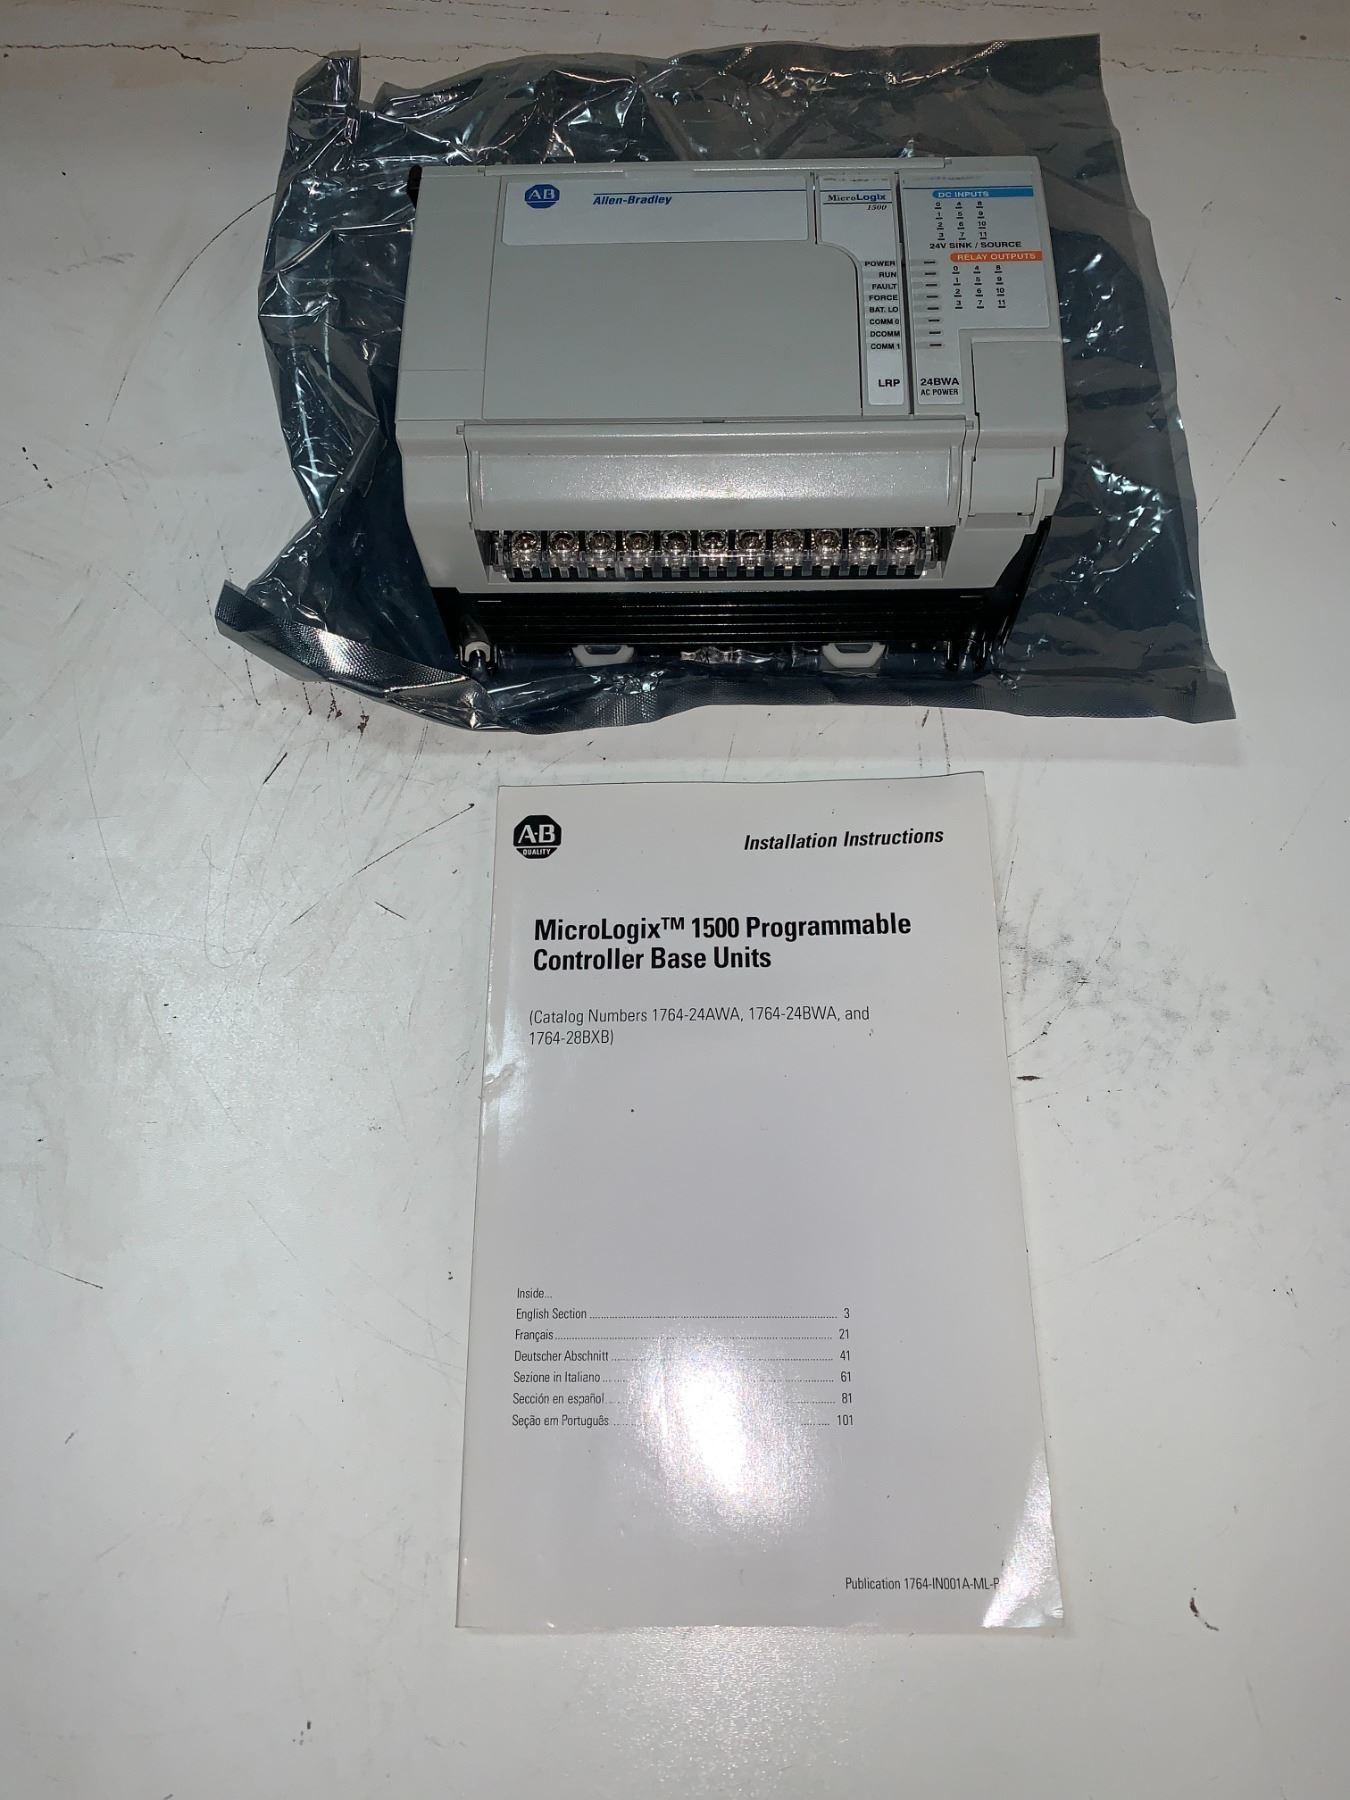 AB
Allen-Bradley
MicroLogix
1500
DC INPUTS
0 4 8
1 5 9
2 6 10
3 7 11
24V SINK / SOURCE
RELAY OUTPUTS
0 4 8
1 5 9
2 6 10
3 7 11
POWER
RUN
FAULT
FORCE
BAT. LO
COMM 0
DCOMM
COMM 1
LRP
24BWA
AC POWER
A-B
QUALITY
Installation Instructions
MicroLogix™ 1500 Programmable
Controller Base Units
(Catalog Numbers 1764-24AWA, 1764-24BWA, and
1764-28BXB)
Inside...
English Section ........ 3
Français ........ 21
Deutscher Abschnitt ........ 41
Sezione in Italiano ........ 61
Sección en español ........ 81
Seção em Português ........ 101
Publication 1764-IN001A-ML-P